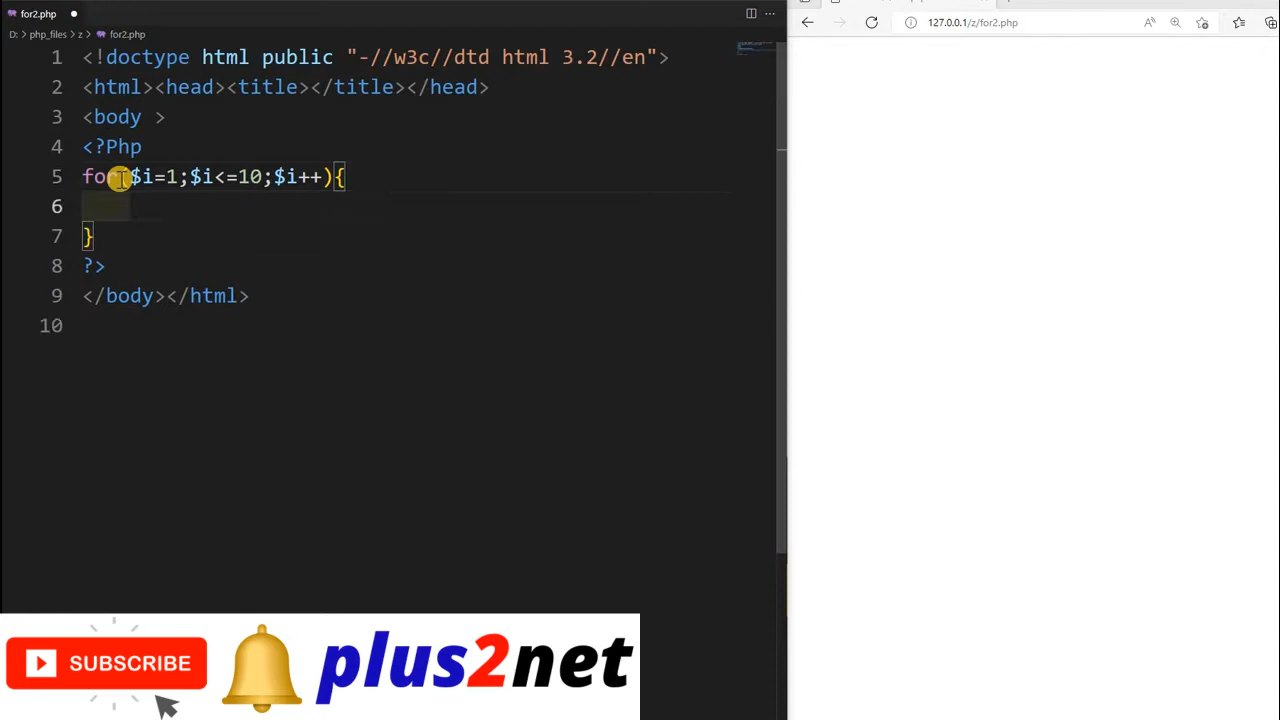 for2.php
127.0.0.1/z/for2.php
D: > php_files > z > for2.php
1 <!doctype html public "-//w3c//dtd html 3.2//en">
2 <html><head><title></title></head>
3 <body >
4 <?Php
5 for($i=1;$i<=10;$i++){
6
7 }
8 ?>
9 </body></html>
10
SUBSCRIBE
plus2net